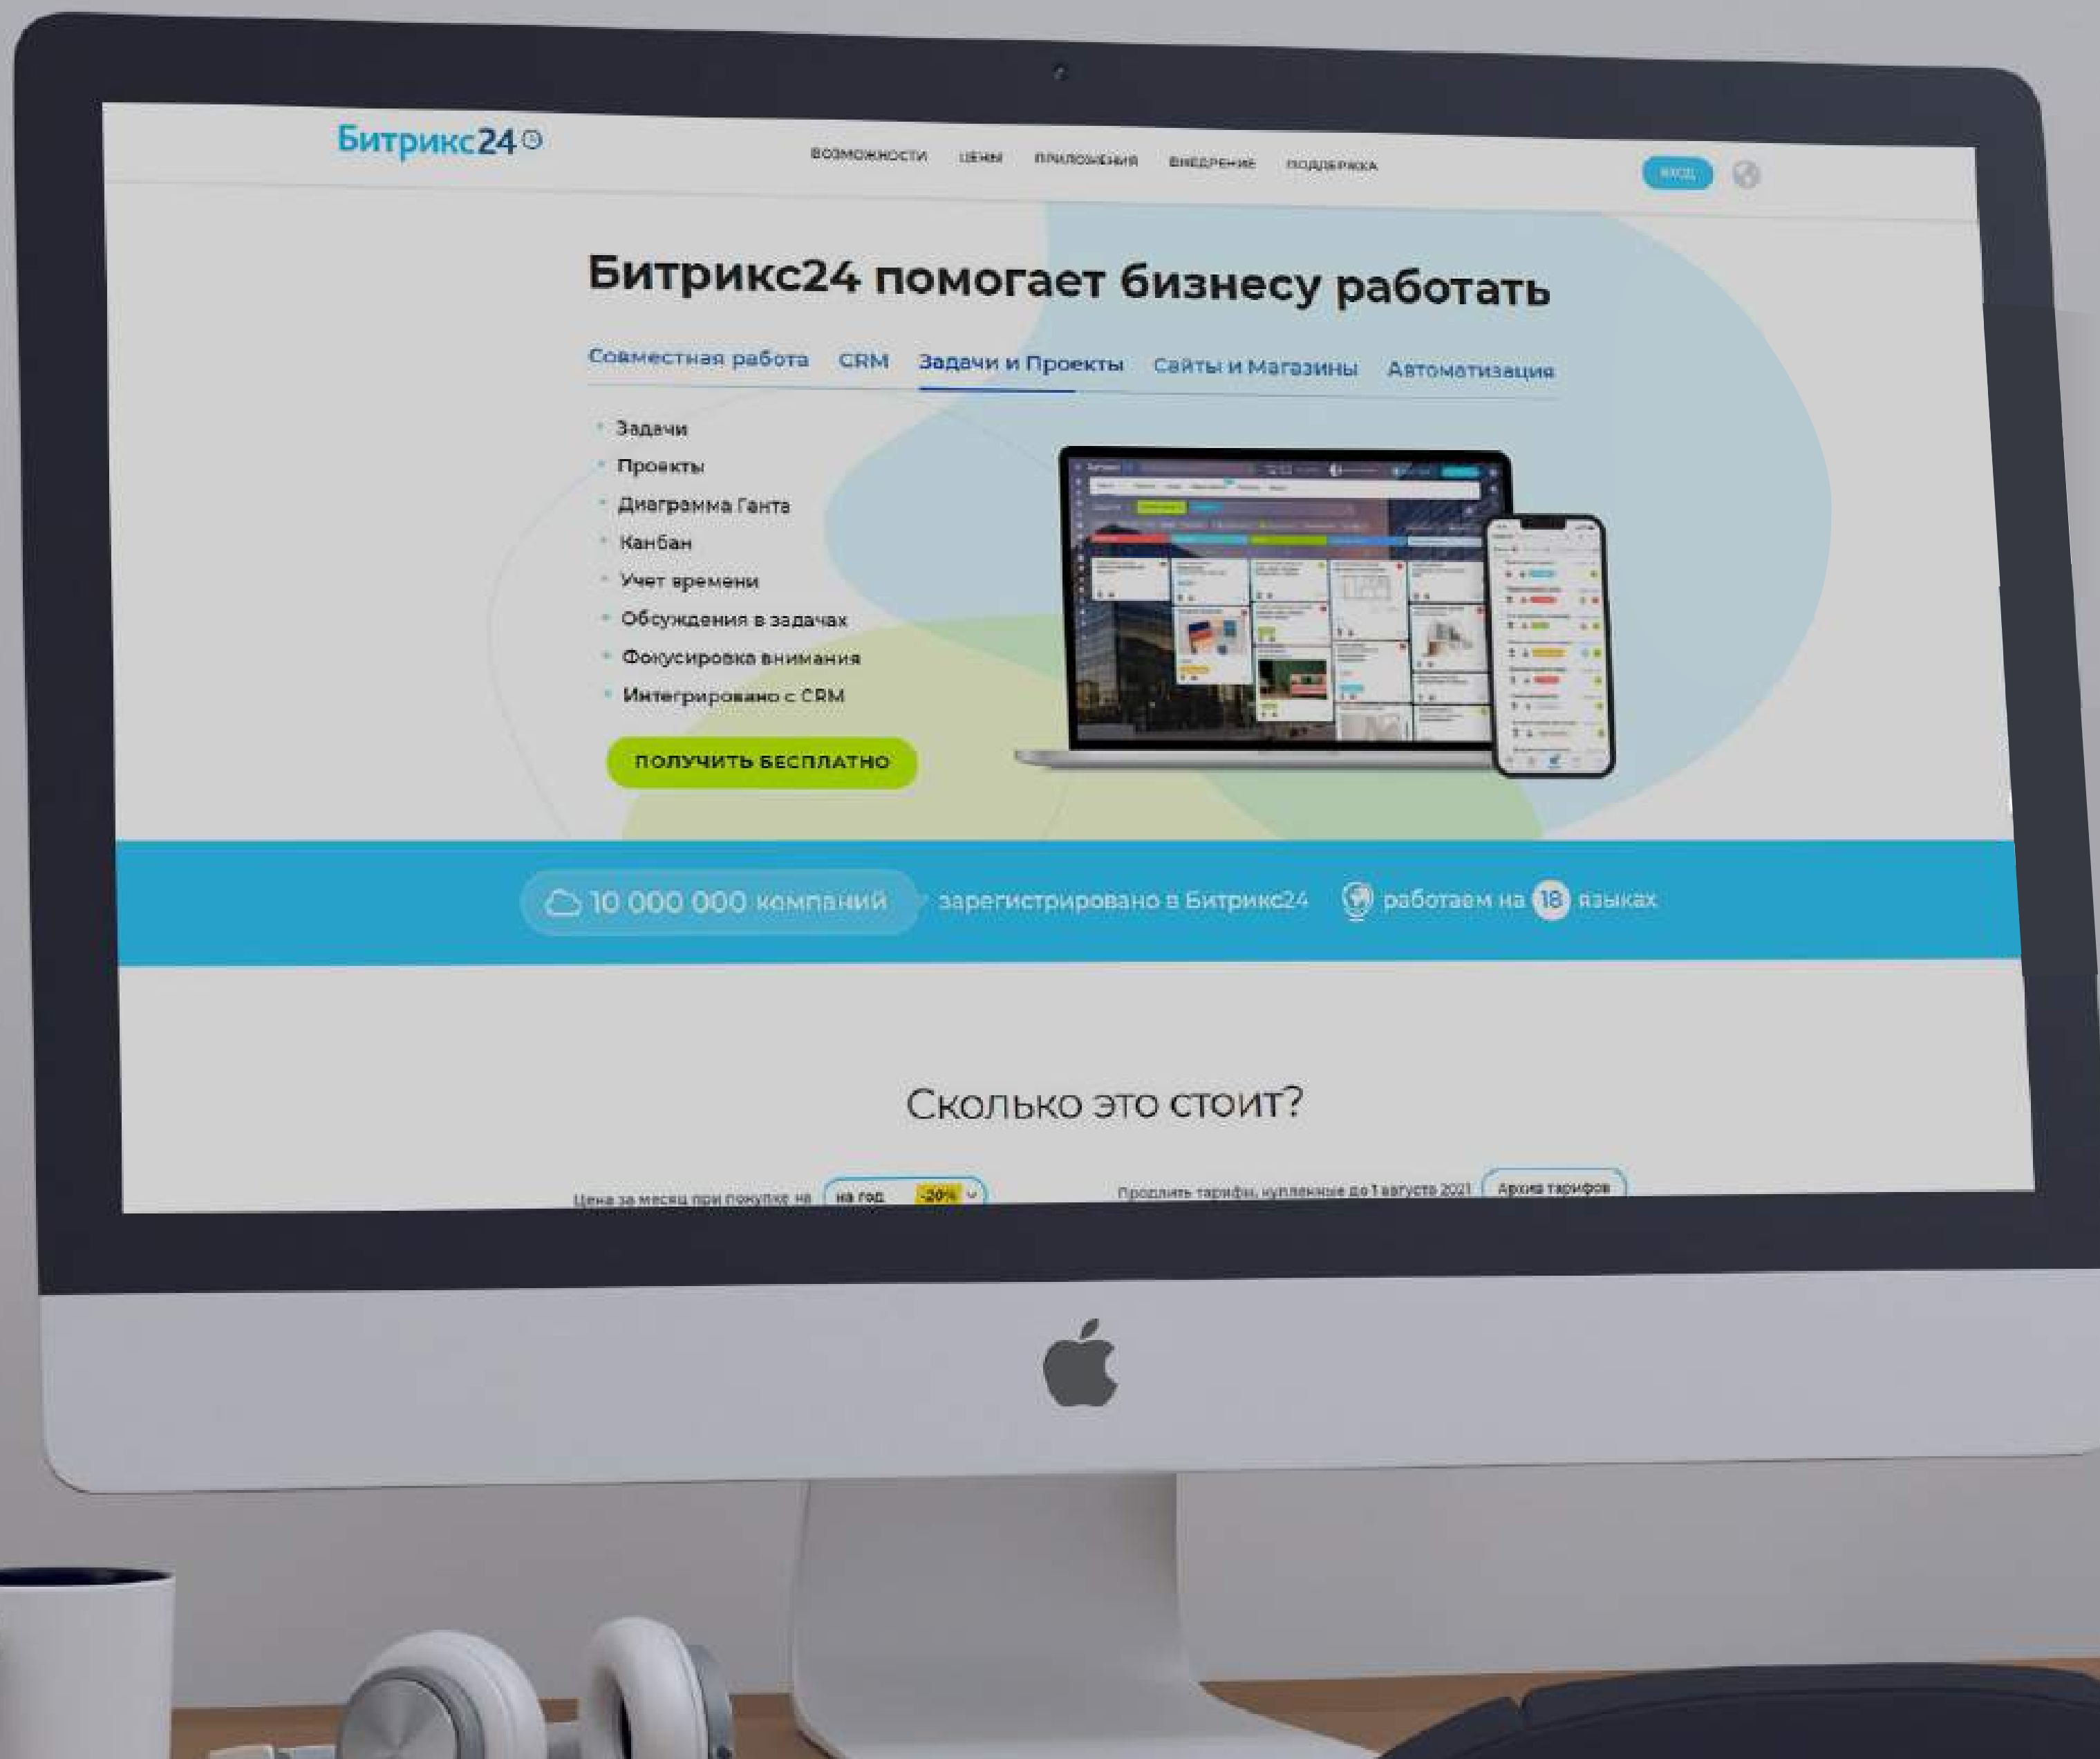 Битрикс24
ВОЗМОЖНОСТИ ЦЕНЫ ПРИЛОЖЕНИЯ ВНЕДРЕНИЕ ПОДДЕРЖКА ВХОД
Битрикс24 помогает бизнесу работать
Совместная работа CRM Задачи и Проекты Сайты и Магазины Автоматизация
Задачи
Проекты
Диаграмма Ганта
Канбан
Учет времени
Обсуждения в задачах
Фокусировка внимания
Интегрировано с CRM
ПОЛУЧИТЬ БЕСПЛАТНО
10 000 000 компаний зарегистрировано в Битрикс24 работаем на 18 языках
Сколько это стоит?
Цена за месяц при покупке на на год -20% Продлить тарифы, купленные до 1 августа 2021 Архив тарифов